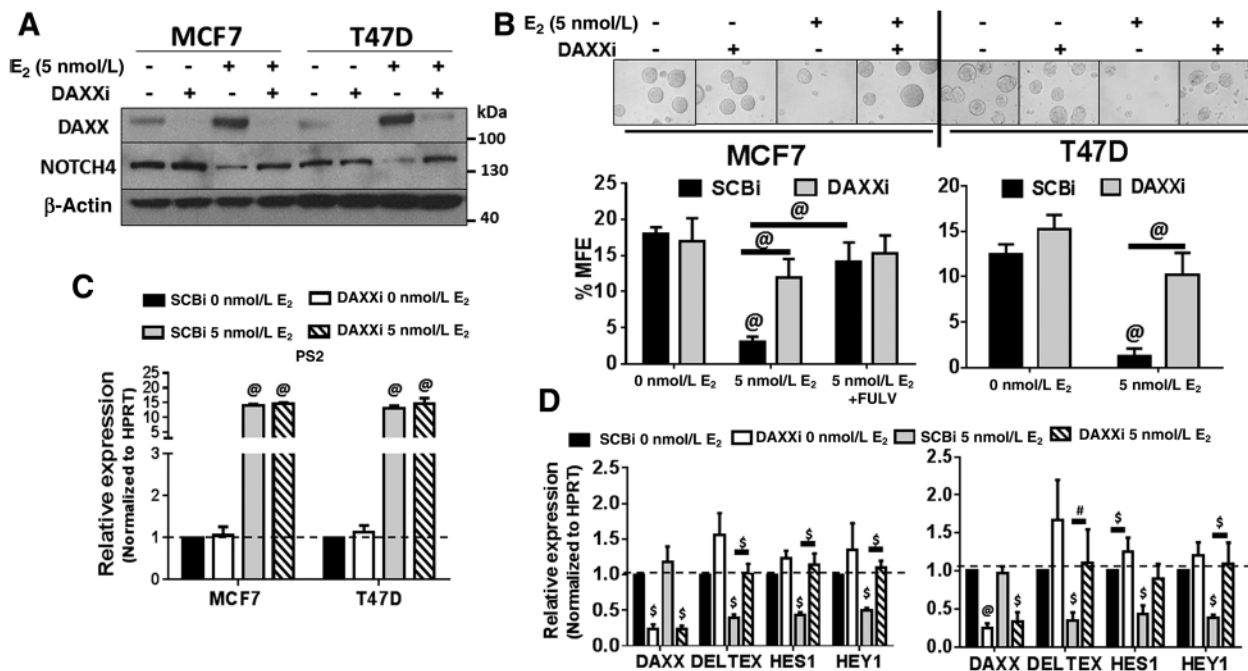 A
MCF7 T47D
E2 (5 nmol/L) - - + + - - + +
DAXXi - + - + - + - +
kDa
DAXX
100
NOTCH4
130
β-Actin
40
B
E2 (5 nmol/L) - - + + - - + +
DAXXi - + - + - + - +
MCF7
T47D
% MFE
25
20
15
10
5
0
SCBi DAXXi
@
@
@
0 nmol/L E2
5 nmol/L E2
5 nmol/L E2
+FULV
20
15
10
5
0
SCBi DAXXi
@
@
0 nmol/L E2
5 nmol/L E2
C
SCBi 0 nmol/L E2 DAXXi 0 nmol/L E2
SCBi 5 nmol/L E2 DAXXi 5 nmol/L E2
PS2
Relative expression
(Normalized to HPRT)
25
20
15
10
5
3
2
1
0
@ @ @ @
MCF7 T47D
D
SCBi 0 nmol/L E2 DAXXi 0 nmol/L E2 SCBi 5 nmol/L E2 DAXXi 5 nmol/L E2
Relative expression
(Normalized to HPRT)
2.5
2.0
1.5
1.0
0.5
0.0
$ $ $
$ $ $ $ $
DAXX DELTEX HES1 HEY1
2.5
2.0
1.5
1.0
0.5
0.0
# $ $
@ $ $ $ $
DAXX DELTEX HES1 HEY1